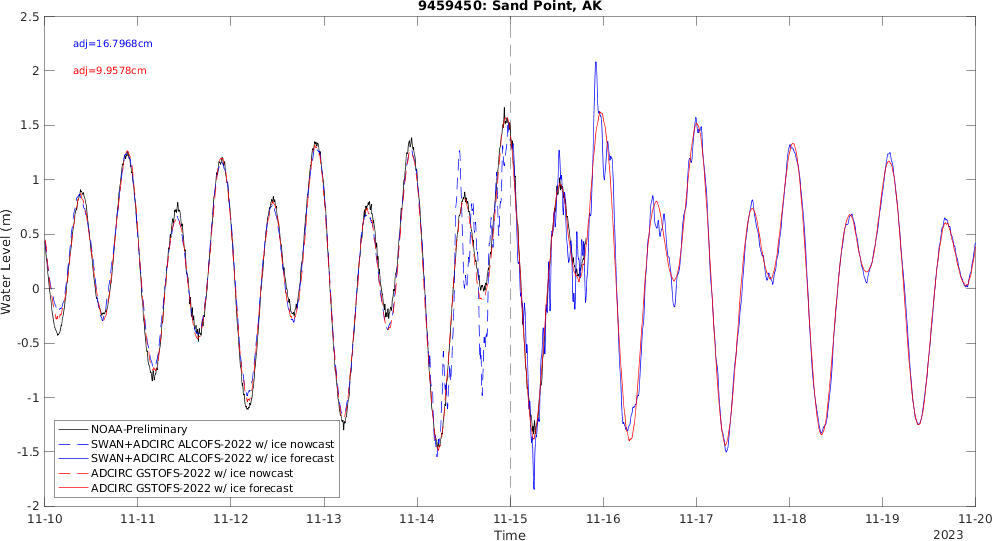 9459450: Sand Point, AK
adj=16.7968cm
adj=9.9578cm
Water Level (m)
2.5
2
1.5
1
0.5
0
-0.5
-1
-1.5
-2
NOAA-Preliminary
SWAN+ADCIRC ALCOFS-2022 w/ ice nowcast
SWAN+ADCIRC ALCOFS-2022 w/ ice forecast
ADCIRC GSTOFS-2022 w/ ice nowcast
ADCIRC GSTOFS-2022 w/ ice forecast
11-10 11-11 11-12 11-13 11-14 11-15 11-16 11-17 11-18 11-19 11-20
Time
2023